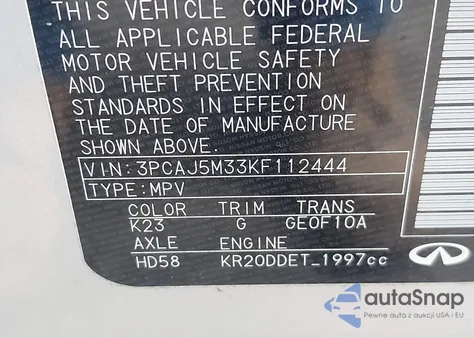 THIS VEHICLE CONFORMS TO
ALL APPLICABLE FEDERAL
MOTOR VEHICLE SAFETY
AND THEFT PREVENTION
STANDARDS IN EFFECT ON
THE DATE OF MANUFACTURE
SHOWN ABOVE.
VIN:3PCAJ5M33KF112444
TYPE:MPV
COLOR TRIM TRANS
K23 G GE0F10A
AXLE ENGINE
HD58 KR20DDET_1997cc
autoSnap
Pewne auta z aukcji USA i EU